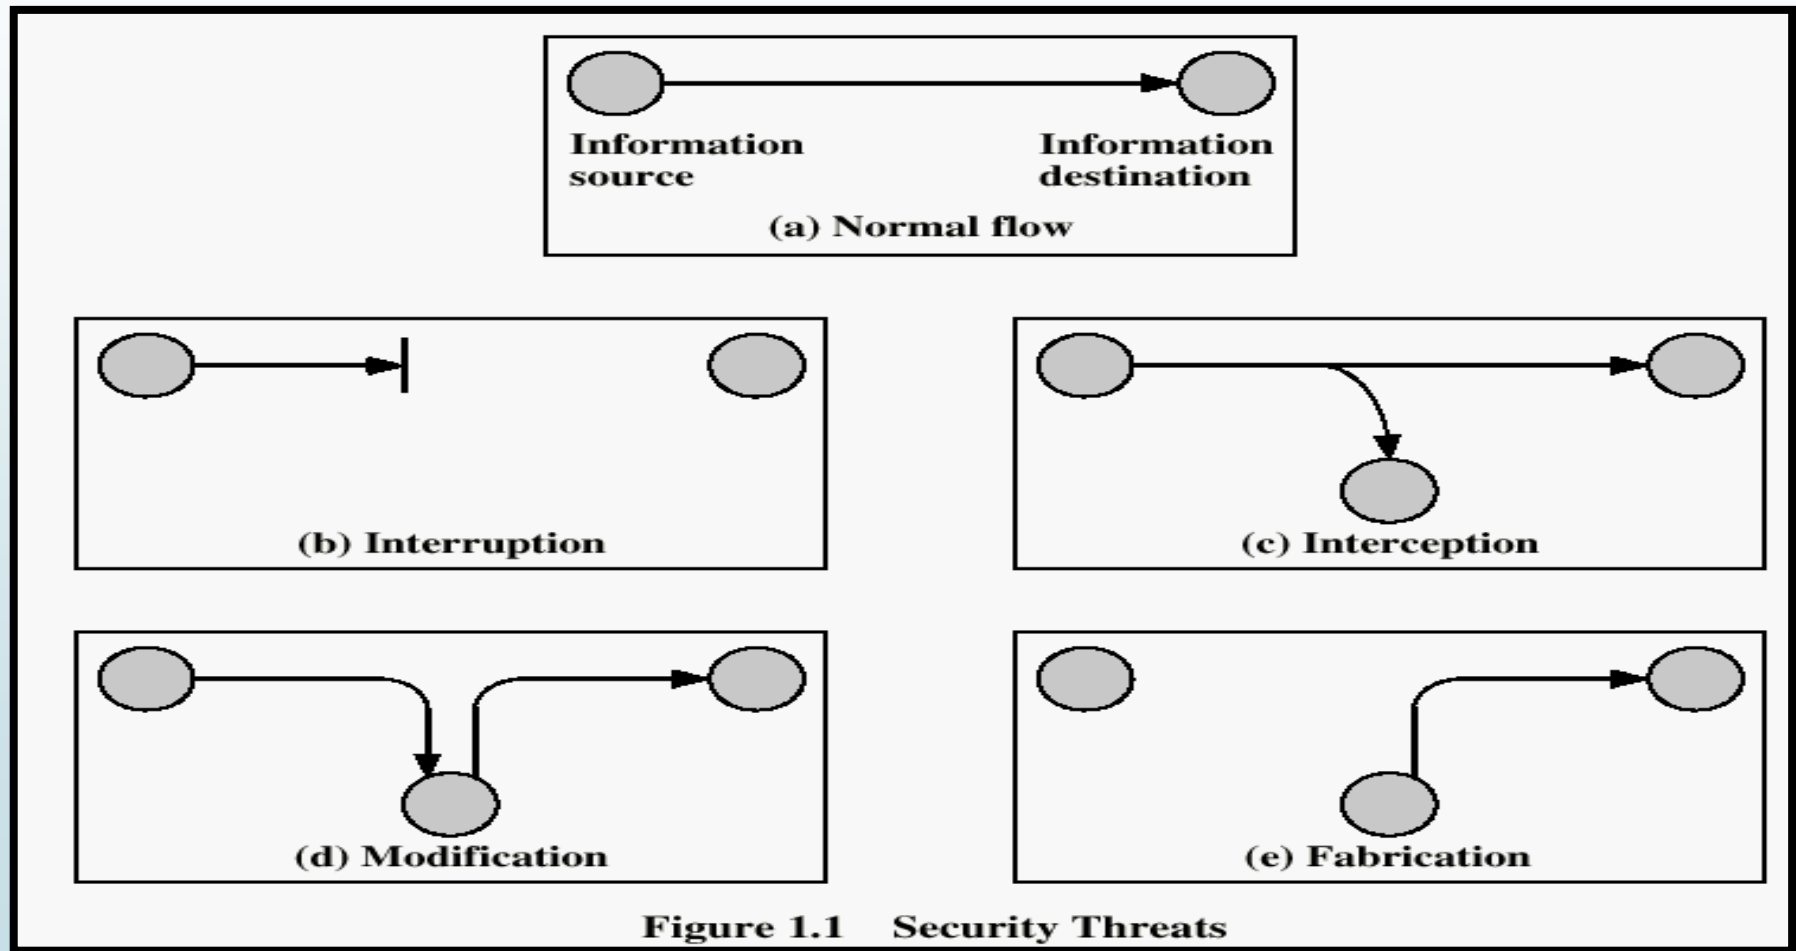 Information source
Information destination
(a) Normal flow
(b) Interruption
(c) Interception
(d) Modification
(e) Fabrication
Figure 1.1 Security Threats